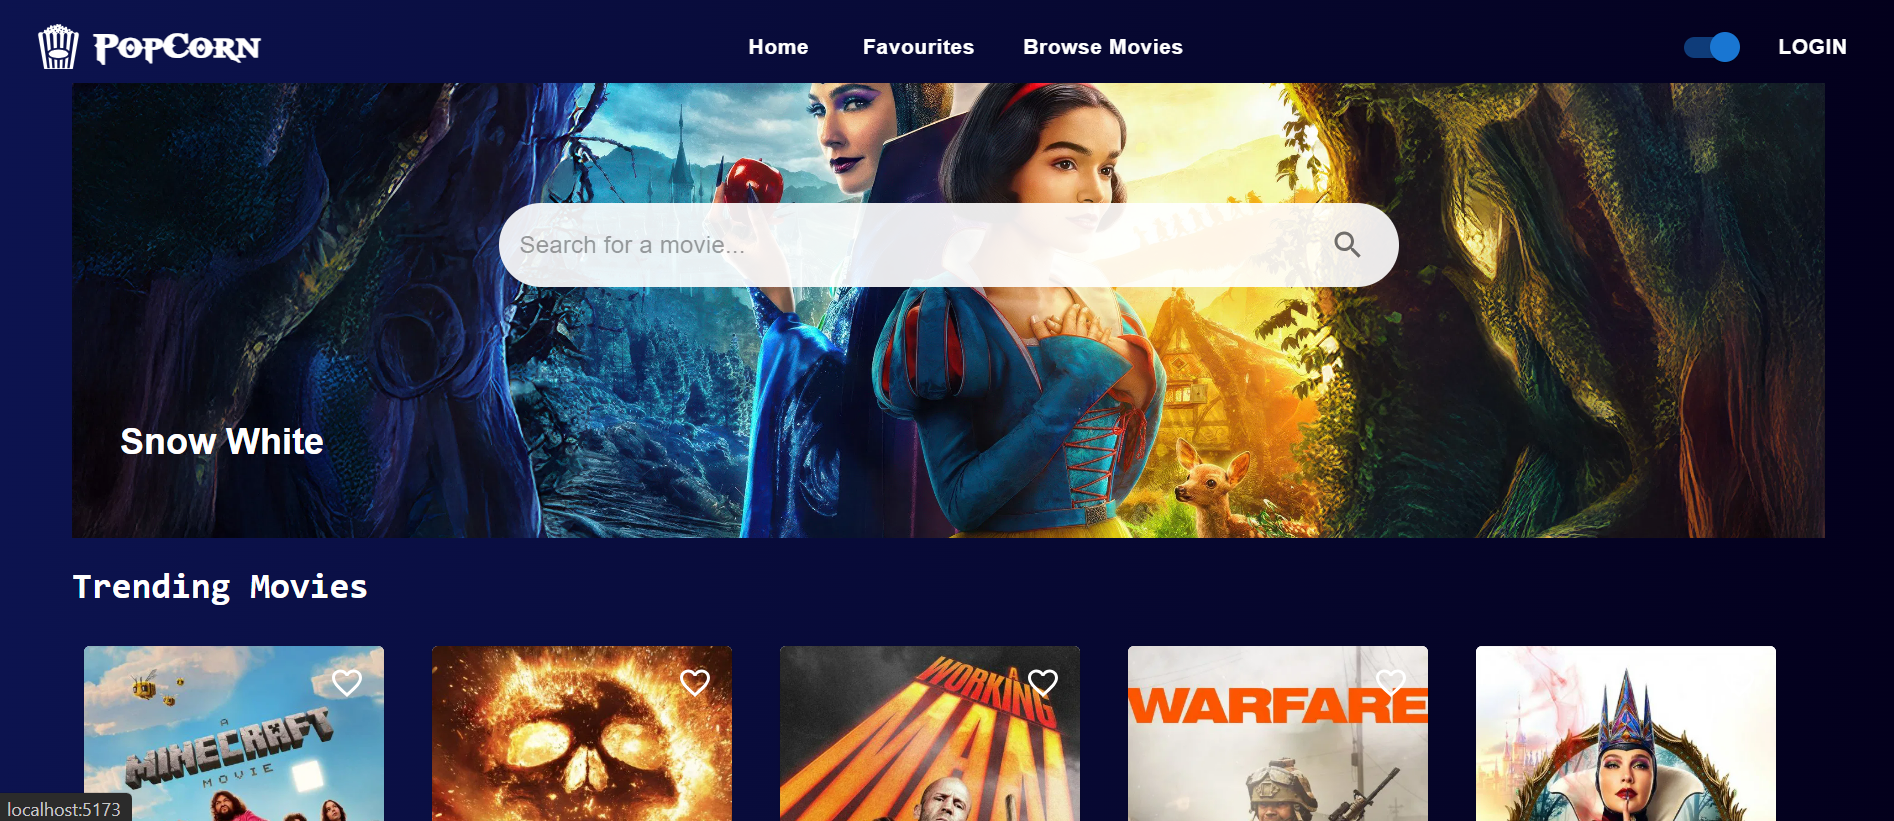 POPCORN
Home Favourites Browse Movies
LOGIN
Search for a movie...
Snow White
Trending Movies
A
MINECRAFT
MOVIE
A
WORKING
MAN
WARFARE
localhost:5173